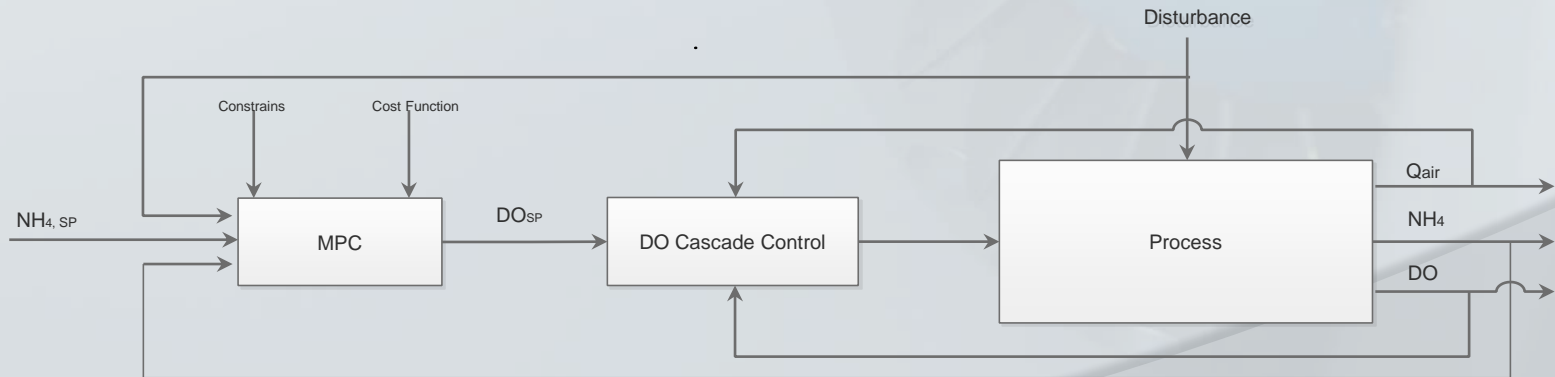 Disturbance
.
Constrains
Cost Function
Qair
NH4, SP
DOSP
NH4
MPC
DO Cascade Control
Process
DO